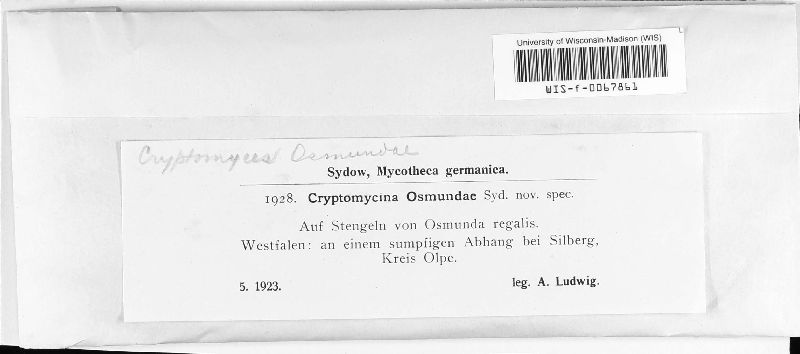 University of Wisconsin-Madison (WIS)
WIS-f-0067861
Cryptomyces Osmundae
Sydow, Mycotheca germanica.
1928. Cryptomycina Osmundae Syd. nov. spec.
Auf Stengeln von Osmunda regalis.
Westfalen: an einem sumpfigen Abhang bei Silberg,
Kreis Olpe.
5. 1923. leg. A. Ludwig.